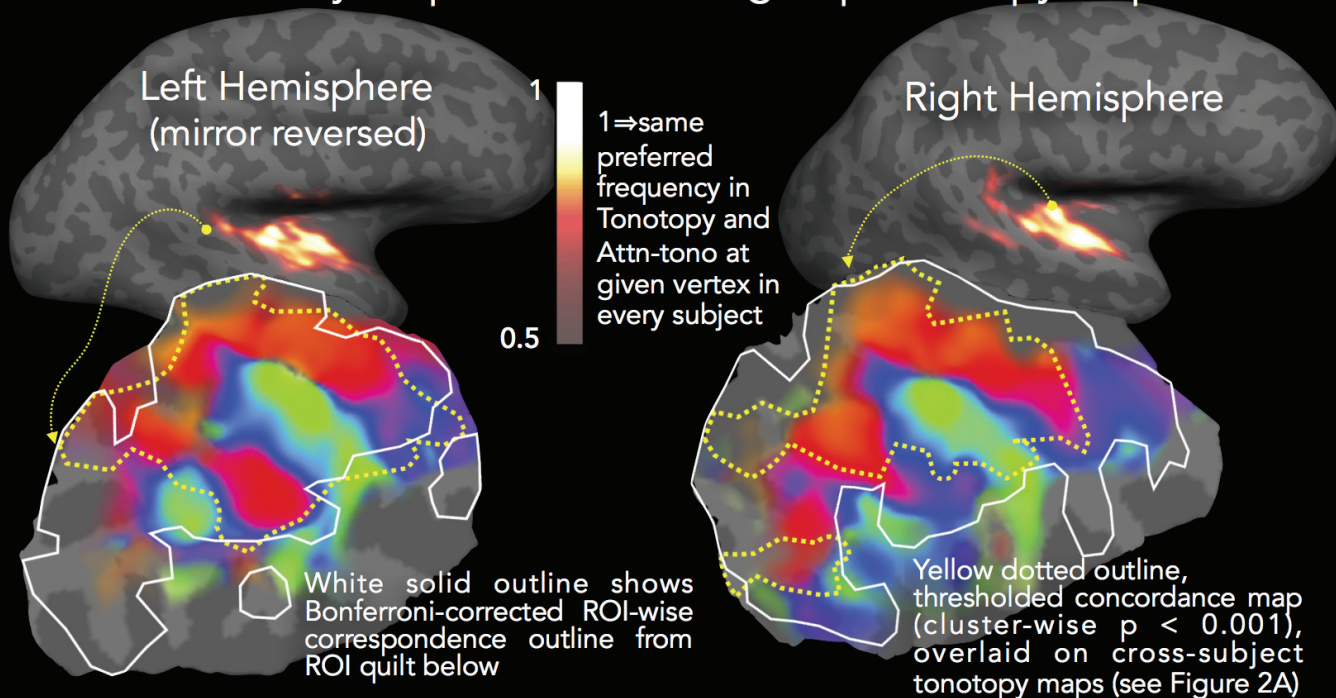 Left Hemisphere
(mirror reversed)
1
1⇒same
preferred
frequency in
Tonotopy and
Attn-tono at
given vertex in
every subject
0.5
Right Hemisphere
White solid outline shows
Bonferroni-corrected ROI-wise
correspondence outline from
ROI quilt below
Yellow dotted outline,
thresholded concordance map
(cluster-wise p < 0.001),
overlaid on cross-subject
tonotopy maps (see Figure 2A)